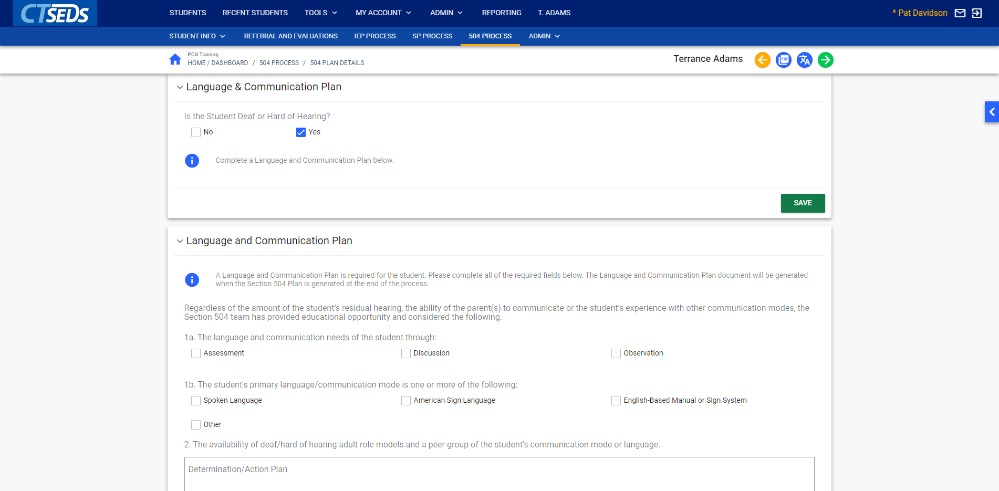 CTSEDS
STUDENTS RECENT STUDENTS TOOLS MY ACCOUNT ADMIN REPORTING T. ADAMS
* Pat Davidson
STUDENT INFO REFERRAL AND EVALUATIONS IEP PROCESS SP PROCESS 504 PROCESS ADMIN
PCG Training
HOME / DASHBOARD / 504 PROCESS / 504 PLAN DETAILS
Terrance Adams
PDF
Language & Communication Plan
Is the Student Deaf or Hard of Hearing?
No Yes
Complete a Language and Communication Plan below.
SAVE
Language and Communication Plan
A Language and Communication Plan is required for the student. Please complete all of the required fields below. The Language and Communication Plan document will be generated
when the Section 504 Plan is generated at the end of the process.
Regardless of the amount of the student’s residual hearing, the ability of the parent(s) to communicate or the student’s experience with other communication modes, the
Section 504 team has provided educational opportunity and considered the following.
1a. The language and communication needs of the student through:
Assessment Discussion Observation
1b. The student's primary language/communication mode is one or more of the following:
Spoken Language American Sign Language English-Based Manual or Sign System
Other
2. The availability of deaf/hard of hearing adult role models and a peer group of the student’s communication mode or language.
Determination/Action Plan